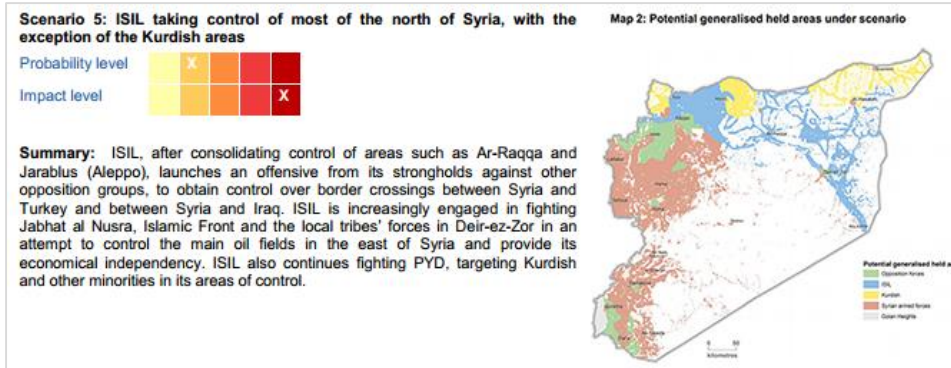 Scenario 5: ISIL taking control of most of the north of Syria, with the
exception of the Kurdish areas
Probability level
X
Impact level
X
Summary: ISIL, after consolidating control of areas such as Ar-Raqqa and
Jarablus (Aleppo), launches an offensive from its strongholds against other
opposition groups, to obtain control over border crossings between Syria and
Turkey and between Syria and Iraq. ISIL is increasingly engaged in fighting
Jabhat al Nusra, Islamic Front and the local tribes' forces in Deir-ez-Zor in an
attempt to control the main oil fields in the east of Syria and provide its
economical independency. ISIL also continues fighting PYD, targeting Kurdish
and other minorities in its areas of control.
Map 2: Potential generalised held areas under scenario
Potential generalised held a
Opposition forces
ISIL
Kurdish
Syrian armed forces
Golan Heights
0 50
kilometres